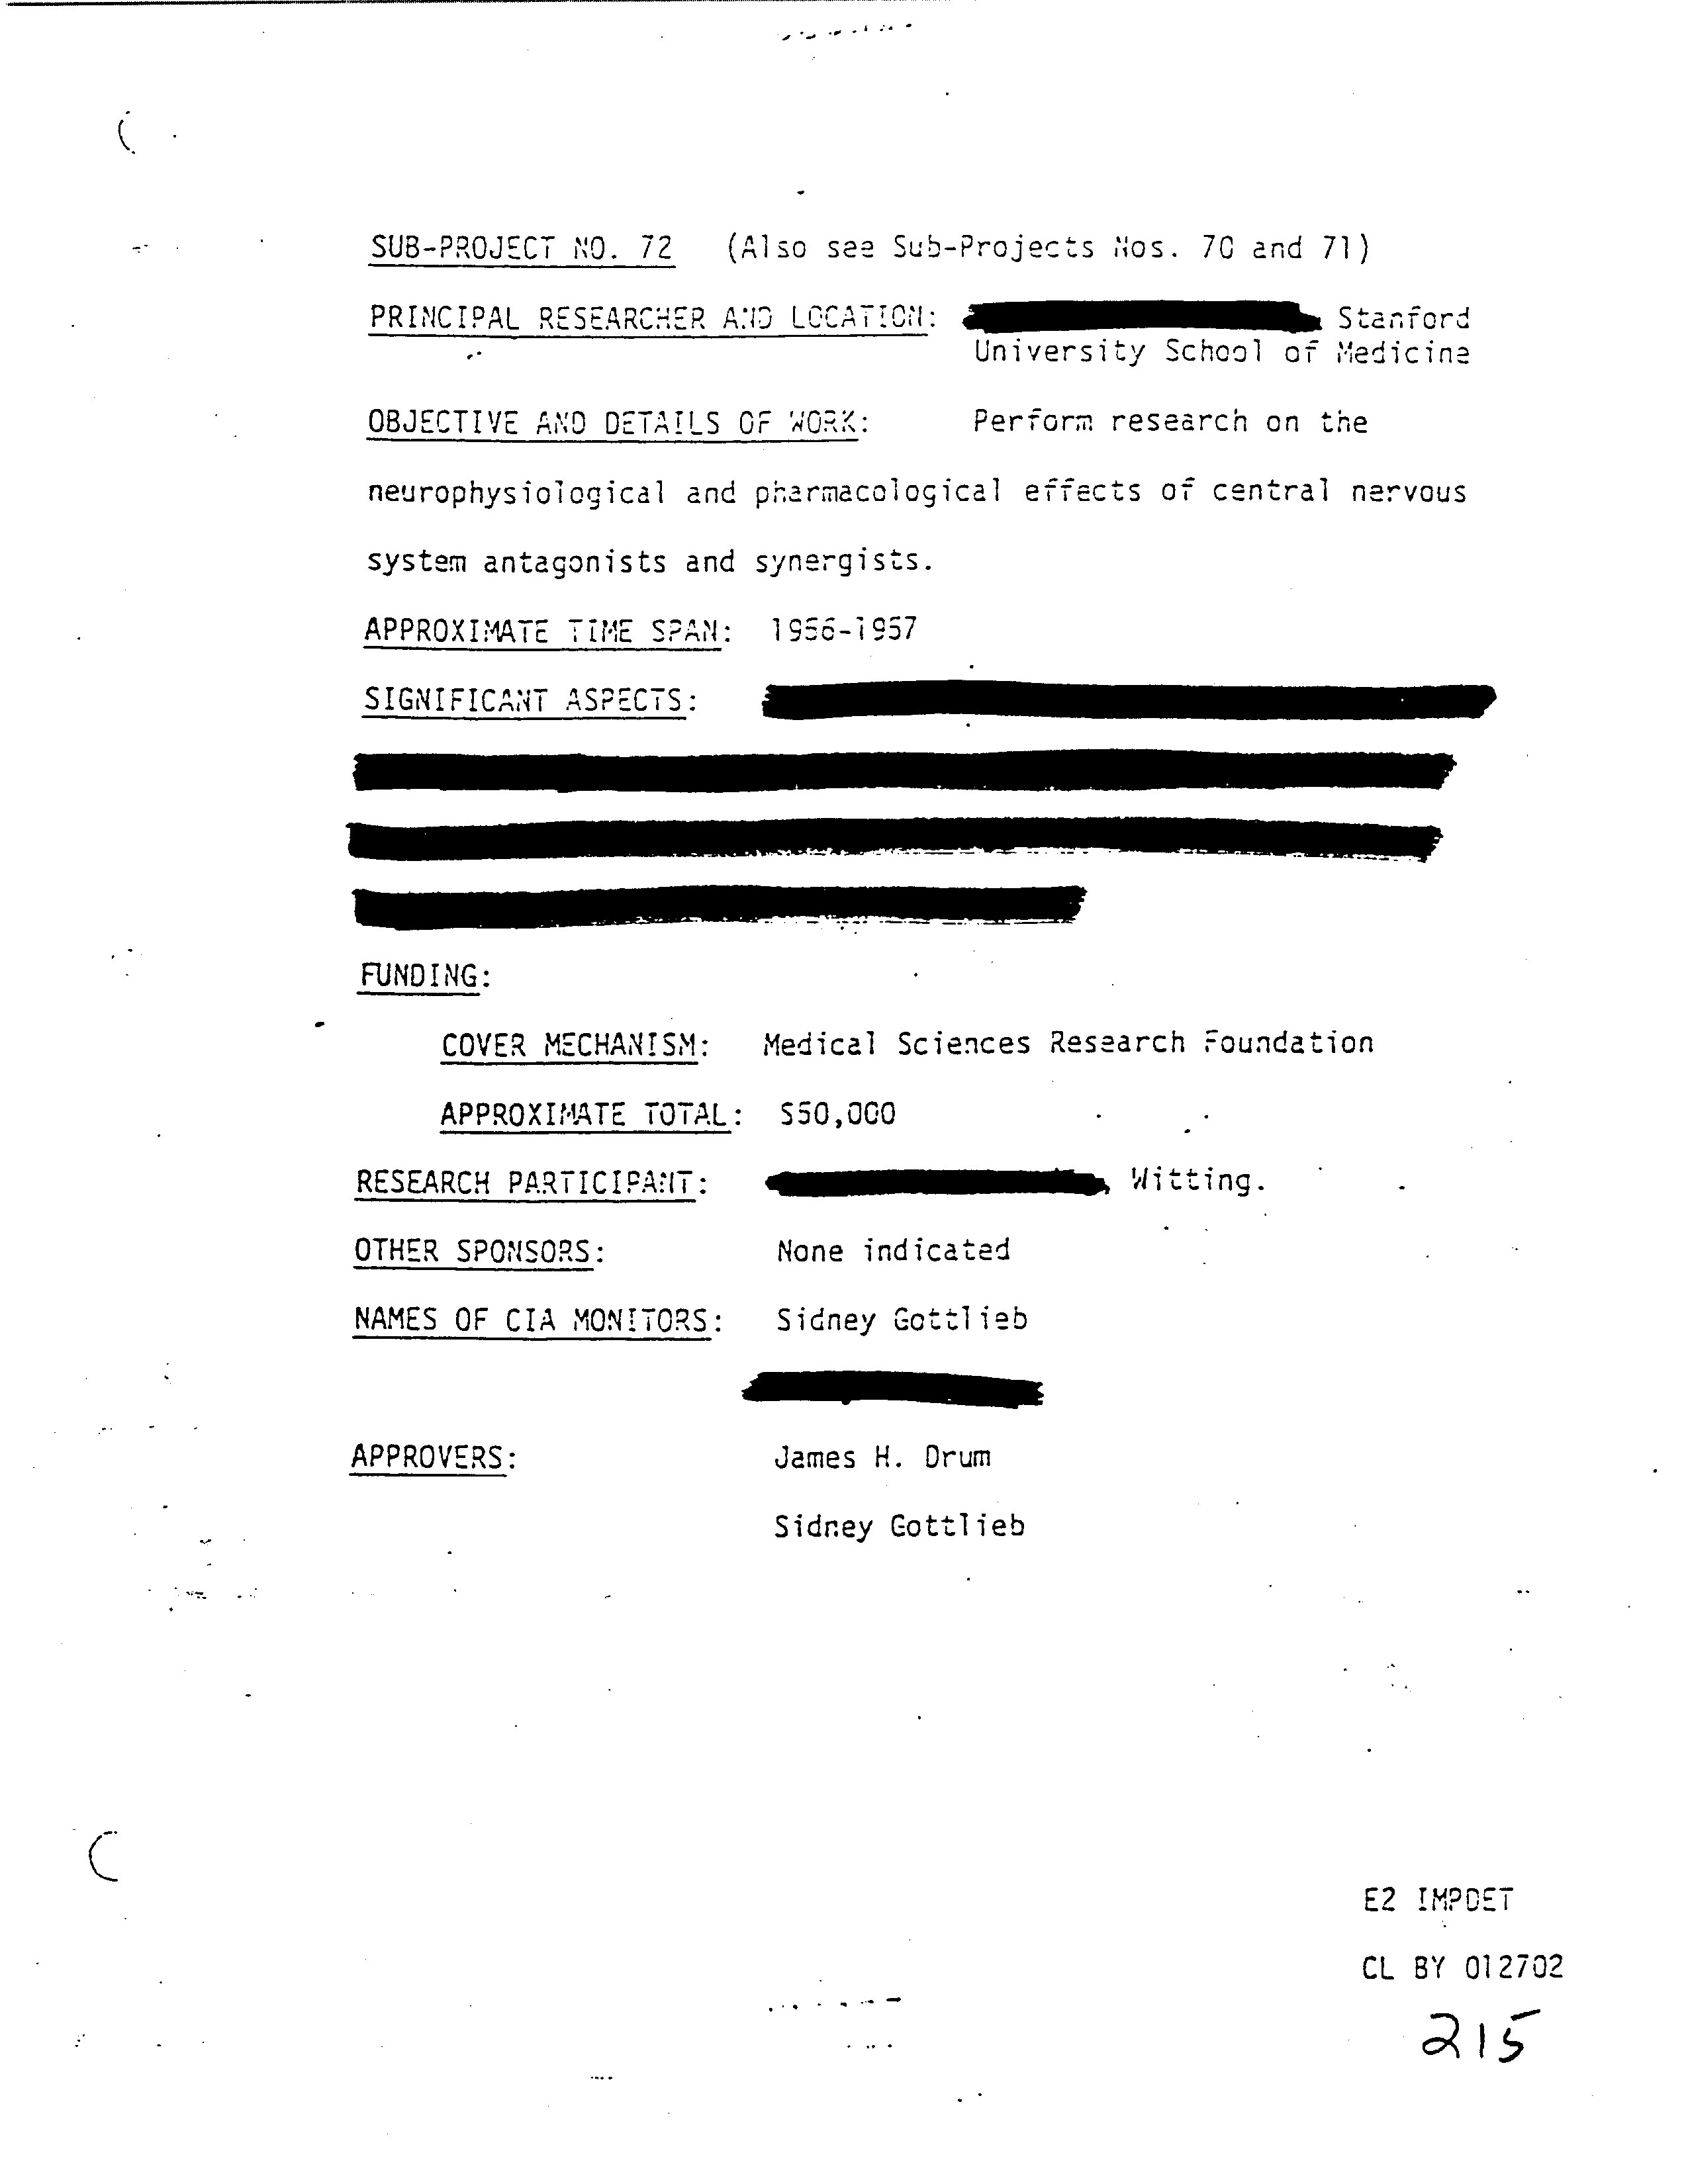 SUB-PROJECT NO. 72 (Also see Sub-Projects Nos. 70 and 71)
PRINCIPAL RESEARCHER AND LOCATION: Stanford
University School of Medicine
OBJECTIVE AND DETAILS OF WORK: Perform research on the
neurophysiological and pharmacological effects of central nervous
system antagonists and synergists.
APPROXIMATE TIME SPAN: 1956-1957
SIGNIFICANT ASPECTS:
FUNDING:
COVER MECHANISM: Medical Sciences Research Foundation
APPROXIMATE TOTAL: $50,000
RESEARCH PARTICIPANT: , Witting.
OTHER SPONSORS: None indicated
NAMES OF CIA MONITORS: Sidney Gottlieb
APPROVERS: James H. Drum
Sidney Gottlieb
E2 IMPDET
CL BY 012702
215